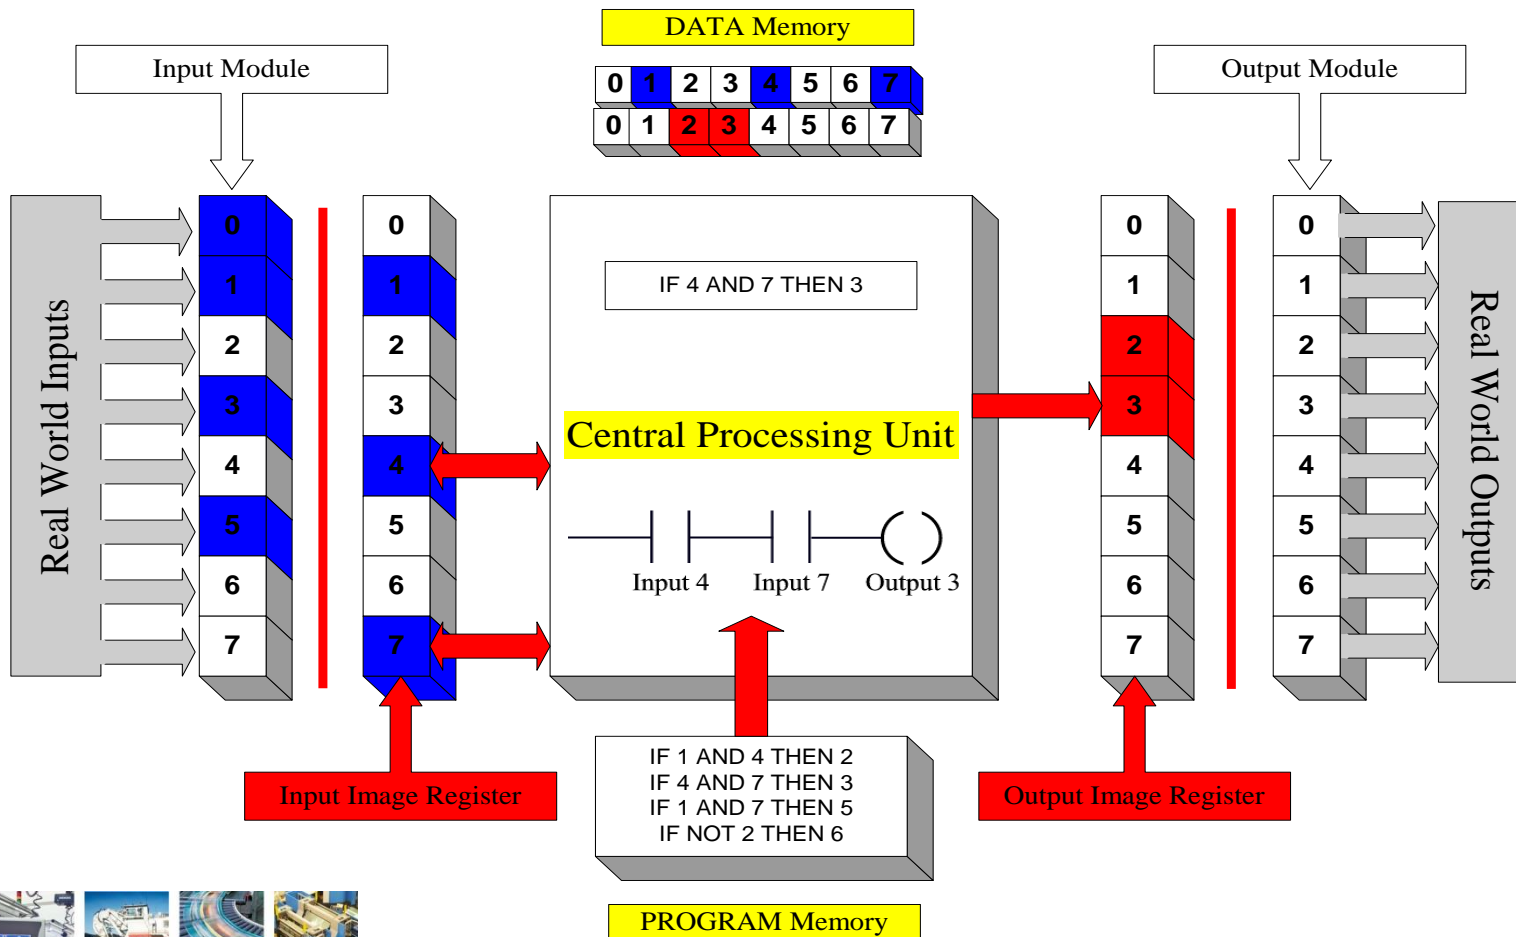 DATA Memory
Input Module
Output Module
0 1 2 3 4 5 6 7
0 1 2 3 4 5 6 7
Real World Inputs
0
1
2
3
4
5
6
7
0
1
2
3
4
5
6
7
IF 4 AND 7 THEN 3
Central Processing Unit
Input 4 Input 7 Output 3
0
1
2
3
4
5
6
7
0
1
2
3
4
5
6
7
Real World Outputs
Input Image Register
IF 1 AND 4 THEN 2
IF 4 AND 7 THEN 3
IF 1 AND 7 THEN 5
IF NOT 2 THEN 6
Output Image Register
PROGRAM Memory